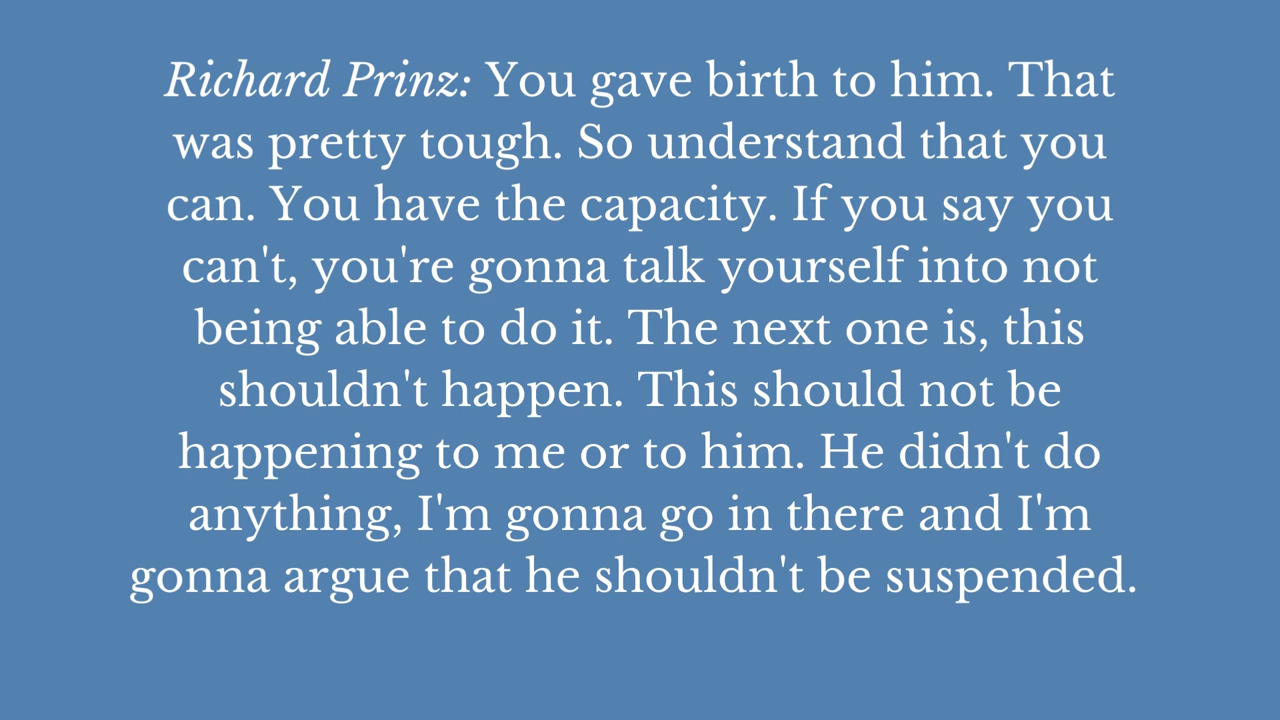 Richard Prinz: You gave birth to him. That
was pretty tough. So understand that you
can. You have the capacity. If you say you
can't, you're gonna talk yourself into not
being able to do it. The next one is, this
shouldn't happen. This should not be
happening to me or to him. He didn't do
anything, I'm gonna go in there and I'm
gonna argue that he shouldn't be suspended.